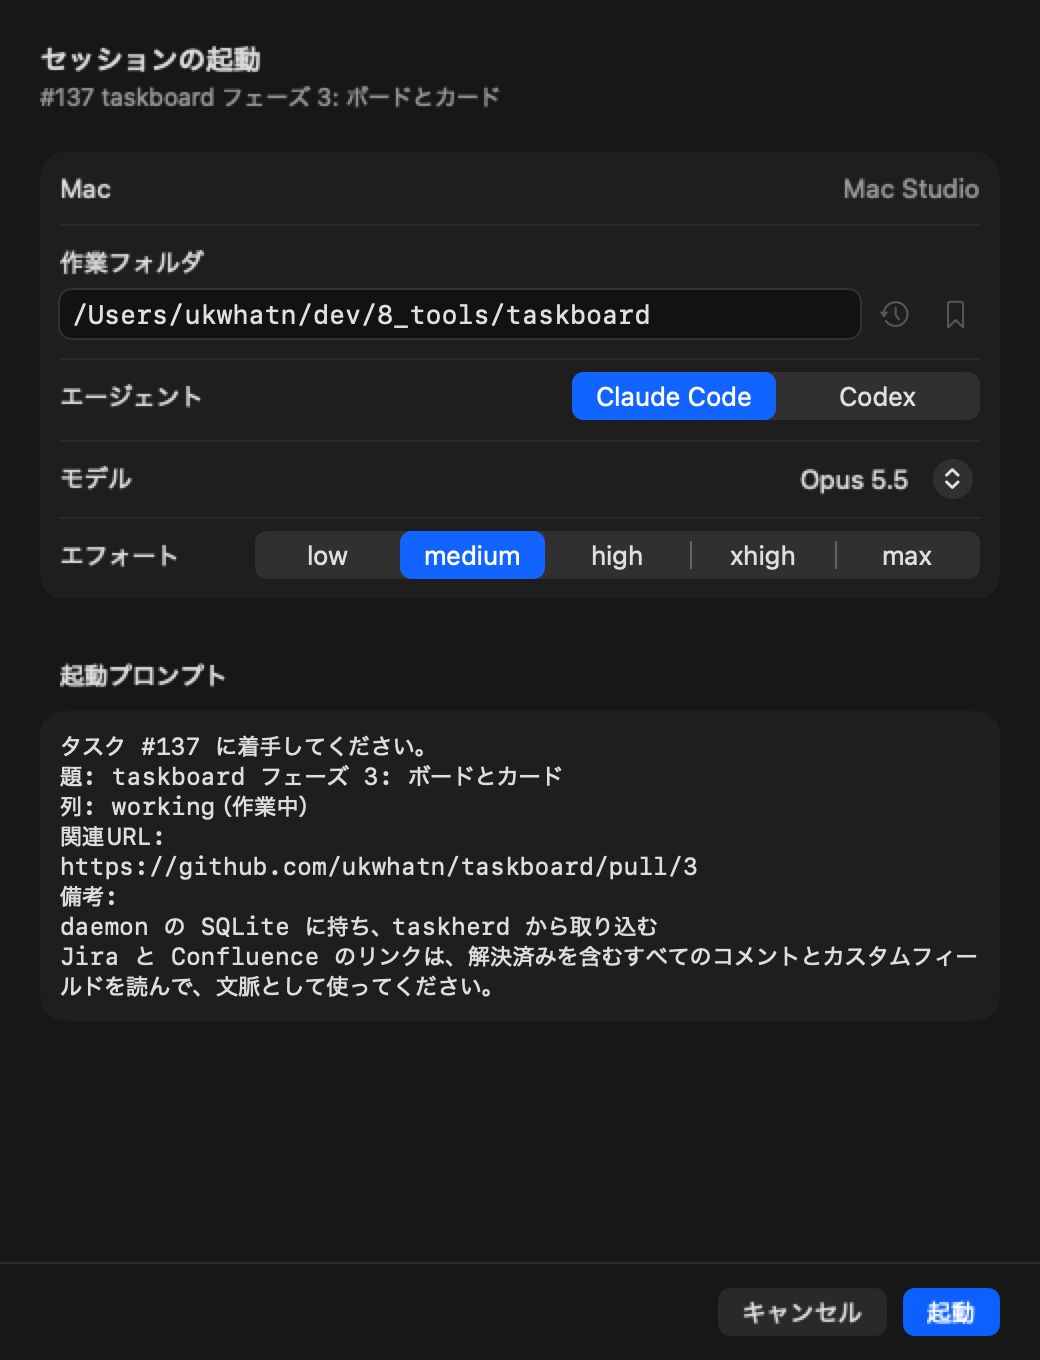 セッションの起動
#137 taskboard フェーズ 3: ボードとカード
Mac
Mac Studio
作業フォルダ
/Users/ukwhatn/dev/8_tools/taskboard
エージェント
Claude Code
Codex
モデル
Opus 5.5
エフォート
low
medium
high
xhigh
max
起動プロンプト
タスク #137 に着手してください。
題: taskboard フェーズ 3: ボードとカード
列: working（作業中）
関連URL:
https://github.com/ukwhatn/taskboard/pull/3
備考:
daemon の SQLite に持ち、taskherd から取り込む
Jira と Confluence のリンクは、解決済みを含むすべてのコメントとカスタムフィー
ルドを読んで、文脈として使ってください。
キャンセル
起動